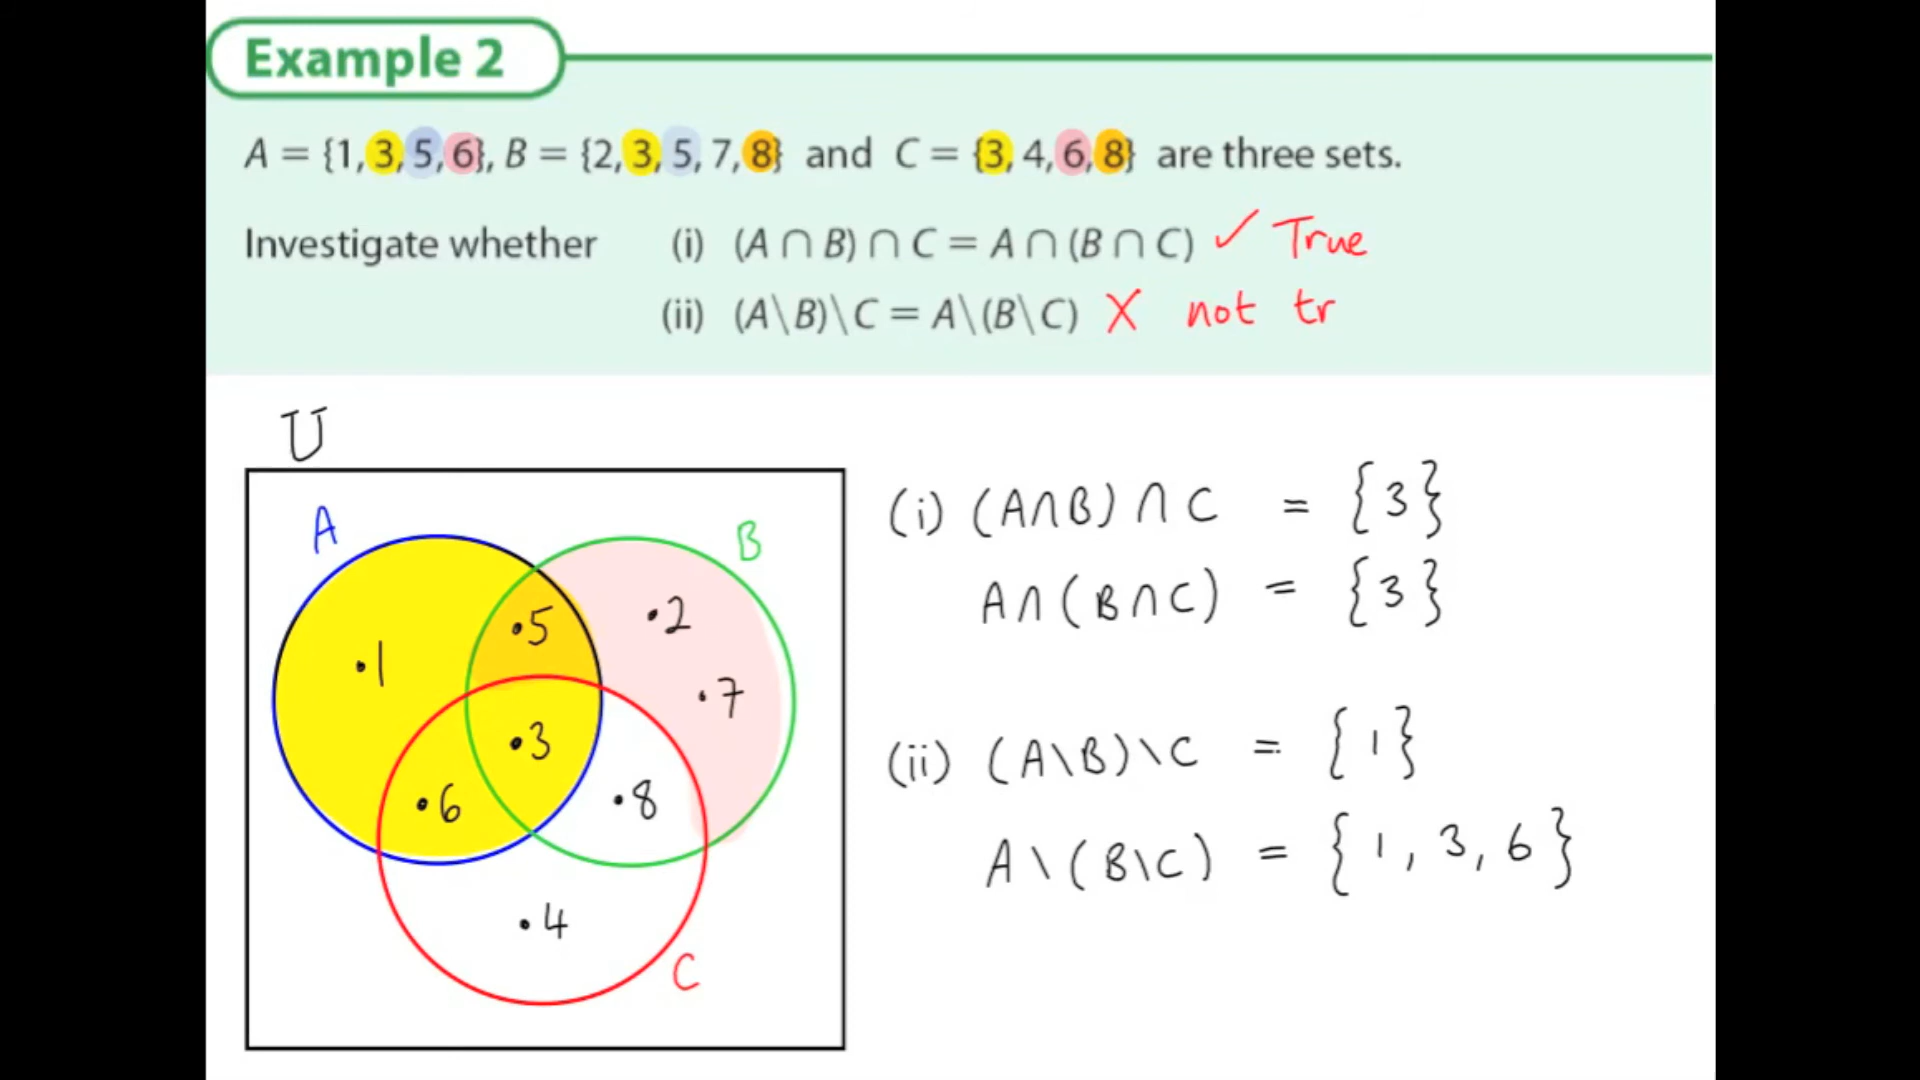 Example 2
A = {1, 3, 5, 6}, B = {2, 3, 5, 7, 8} and C = {3, 4, 6, 8} are three sets.
Investigate whether (i) (A ∩ B) ∩ C = A ∩ (B ∩ C) ✓ True
(ii) (A\B)\C = A\(B\C) X not tr
U
A
B
•5
•2
•1
•7
•3
•6
•8
•4
C
(i) (A∩B) ∩ C = {3}
A∩(B∩C) = {3}
(ii) (A\B)\C = {1}
A\(B\C) = {1, 3, 6}